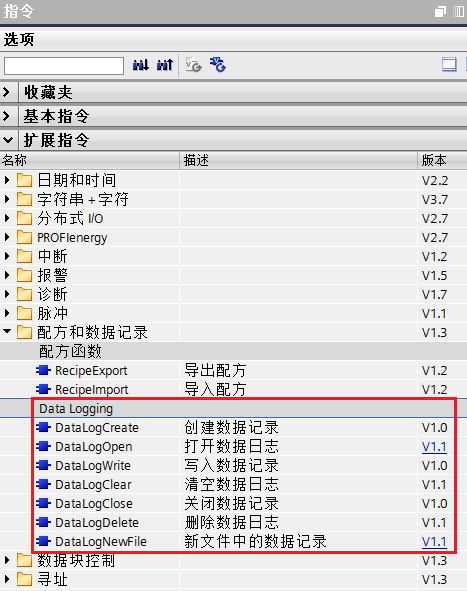 指令
选项
收藏夹
基本指令
扩展指令
名称 描述 版本
日期和时间 V2.2
字符串 + 字符 V3.7
分布式 I/O V2.7
PROFIenergy V2.7
中断 V1.2
报警 V1.5
诊断 V1.7
脉冲 V1.1
配方和数据记录 V1.3
配方函数
RecipeExport 导出配方 V1.2
RecipeImport 导入配方 V1.2
Data Logging
DataLogCreate 创建数据记录 V1.0
DataLogOpen 打开数据日志 V1.1
DataLogWrite 写入数据记录 V1.0
DataLogClear 清空数据日志 V1.1
DataLogClose 关闭数据记录 V1.0
DataLogDelete 删除数据日志 V1.1
DataLogNewFile 新文件中的数据记录 V1.1
数据块控制 V1.3
寻址 V1.3